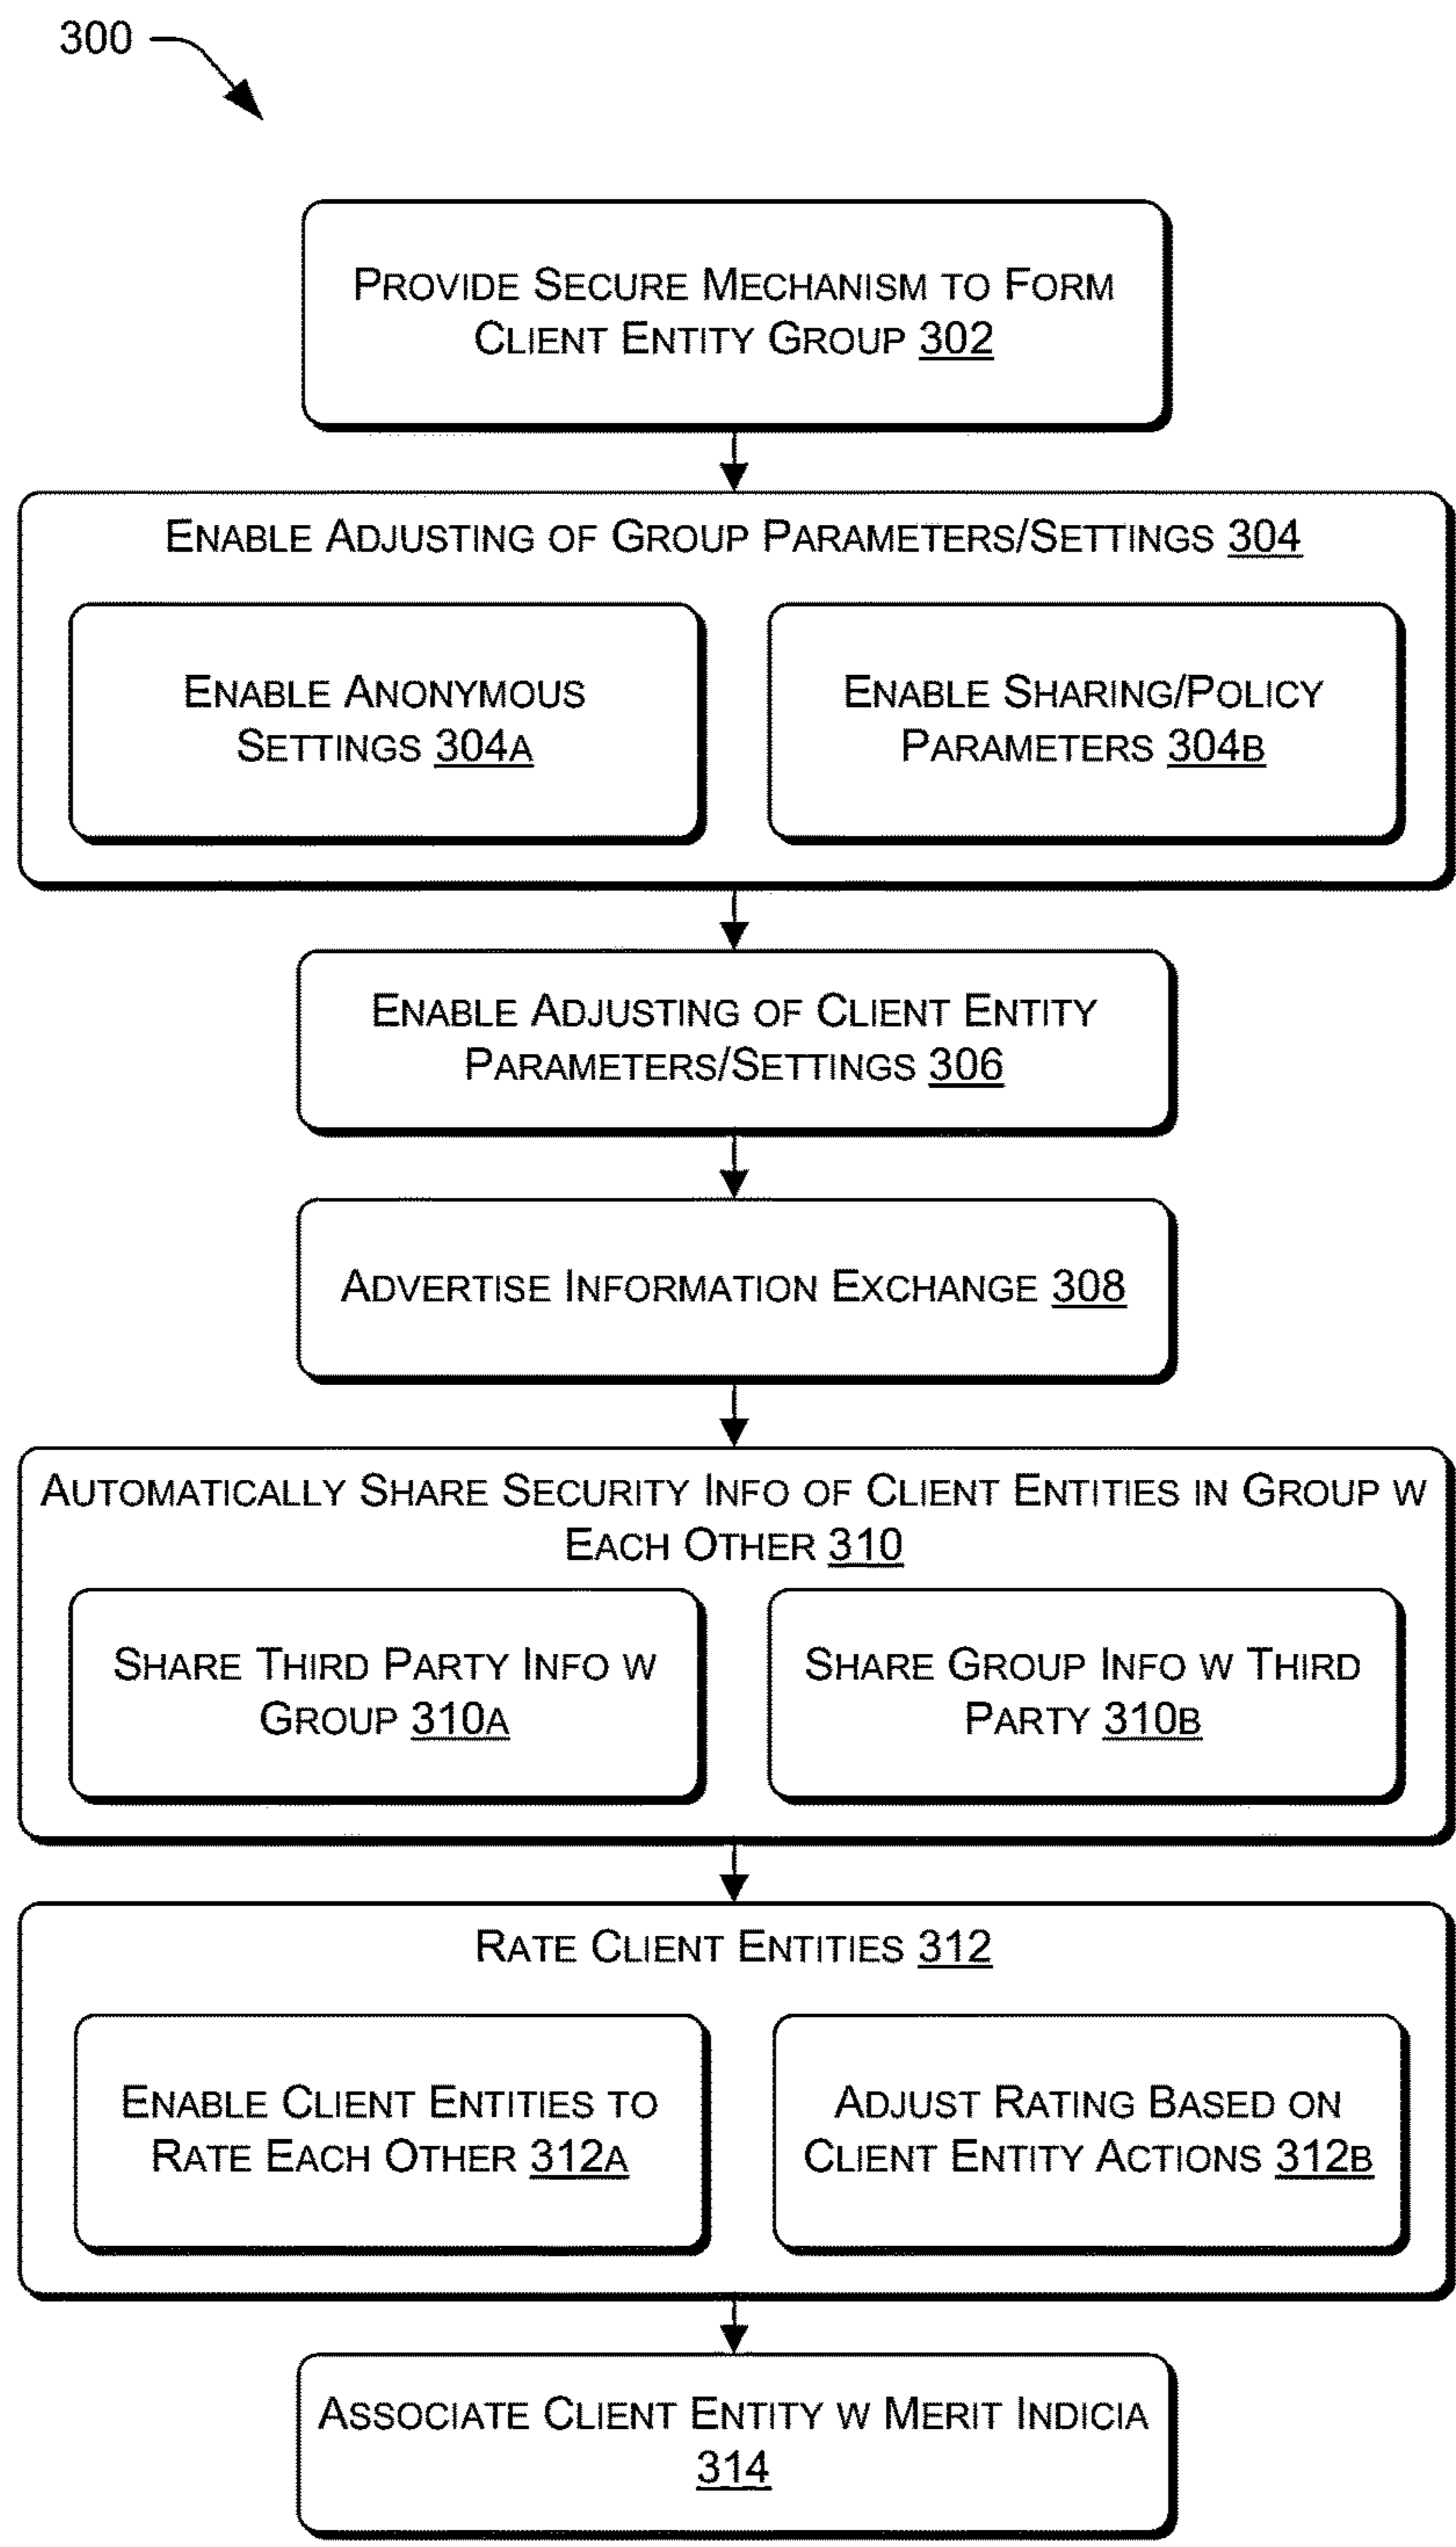 300
PROVIDE SECURE MECHANISM TO FORM
CLIENT ENTITY GROUP 302
ENABLE ADJUSTING OF GROUP PARAMETERS/SETTINGS 304
ENABLE ANONYMOUS
SETTINGS 304A
ENABLE SHARING/POLICY
PARAMETERS 304B
ENABLE ADJUSTING OF CLIENT ENTITY
PARAMETERS/SETTINGS 306
ADVERTISE INFORMATION EXCHANGE 308
AUTOMATICALLY SHARE SECURITY INFO OF CLIENT ENTITIES IN GROUP W
EACH OTHER 310
SHARE THIRD PARTY INFO W
GROUP 310A
SHARE GROUP INFO W THIRD
PARTY 310B
RATE CLIENT ENTITIES 312
ENABLE CLIENT ENTITIES TO
RATE EACH OTHER 312A
ADJUST RATING BASED ON
CLIENT ENTITY ACTIONS 312B
ASSOCIATE CLIENT ENTITY W MERIT INDICIA
314